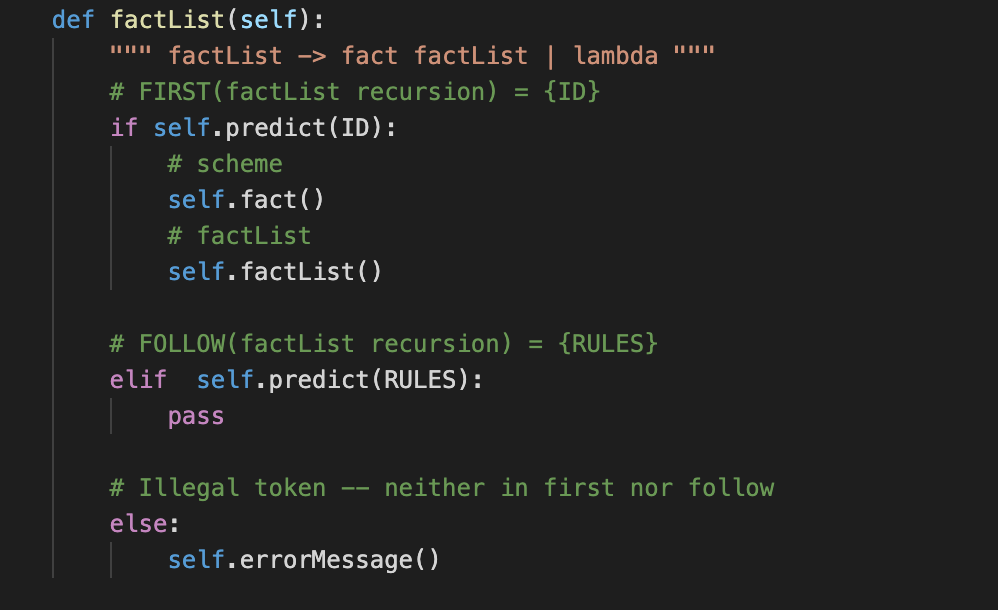 def factList(self):
    """ factList -> fact factList | lambda """
    # FIRST(factList recursion) = {ID}
    if self.predict(ID):
        # scheme
        self.fact()
        # factList
        self.factList()

    # FOLLOW(factList recursion) = {RULES}
    elif  self.predict(RULES):
        pass

    # Illegal token -- neither in first nor follow
    else:
        self.errorMessage()